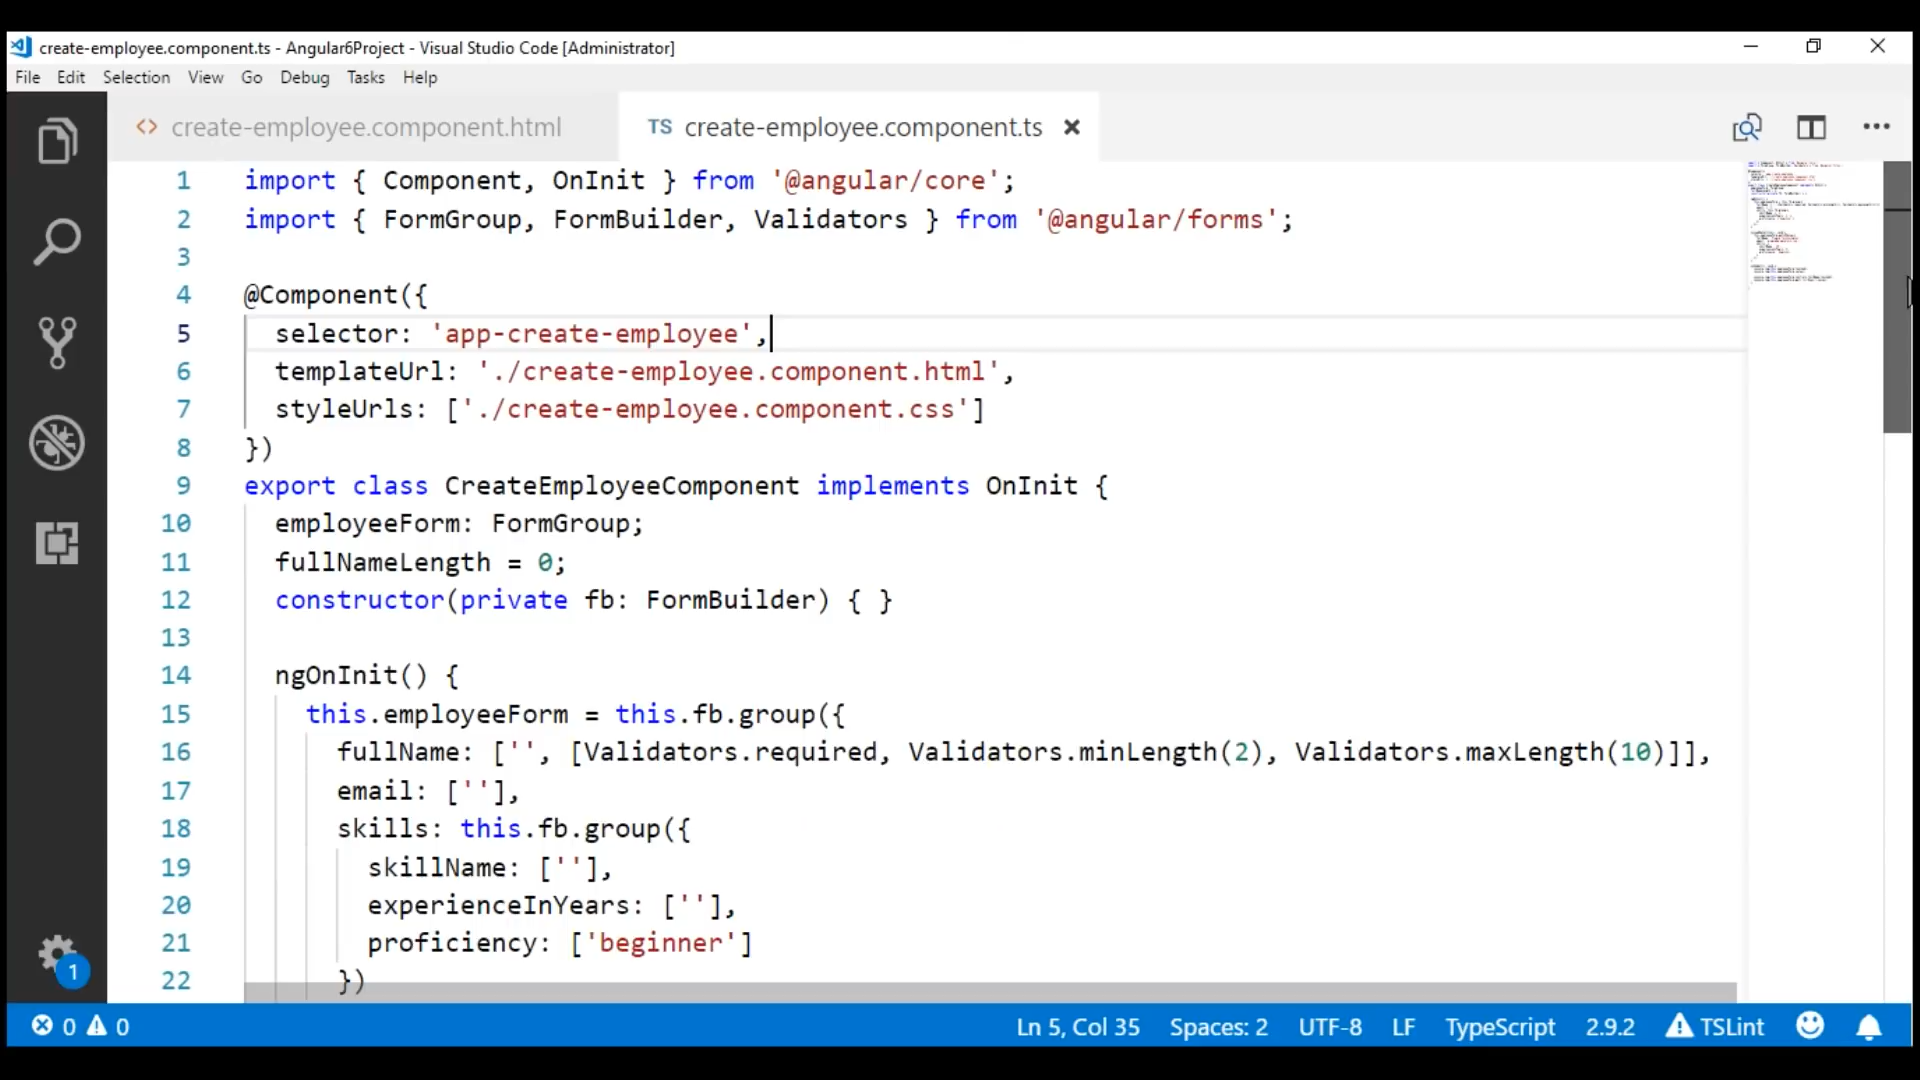 create-employee.component.ts - Angular6Project - Visual Studio Code [Administrator]
File Edit Selection View Go Debug Tasks Help
<> create-employee.component.html
TS create-employee.component.ts
1 import { Component, OnInit } from '@angular/core';
2 import { FormGroup, FormBuilder, Validators } from '@angular/forms';
3
4 @Component({
5 selector: 'app-create-employee',
6 templateUrl: './create-employee.component.html',
7 styleUrls: ['./create-employee.component.css']
8 })
9 export class CreateEmployeeComponent implements OnInit {
10 employeeForm: FormGroup;
11 fullNameLength = 0;
12 constructor(private fb: FormBuilder) { }
13
14 ngOnInit() {
15 this.employeeForm = this.fb.group({
16 fullName: ['', [Validators.required, Validators.minLength(2), Validators.maxLength(10)]],
17 email: [''],
18 skills: this.fb.group({
19 skillName: [''],
20 experienceInYears: [''],
21 proficiency: ['beginner']
22 })
1
0 0 Ln 5, Col 35 Spaces: 2 UTF-8 LF TypeScript 2.9.2 TSLint